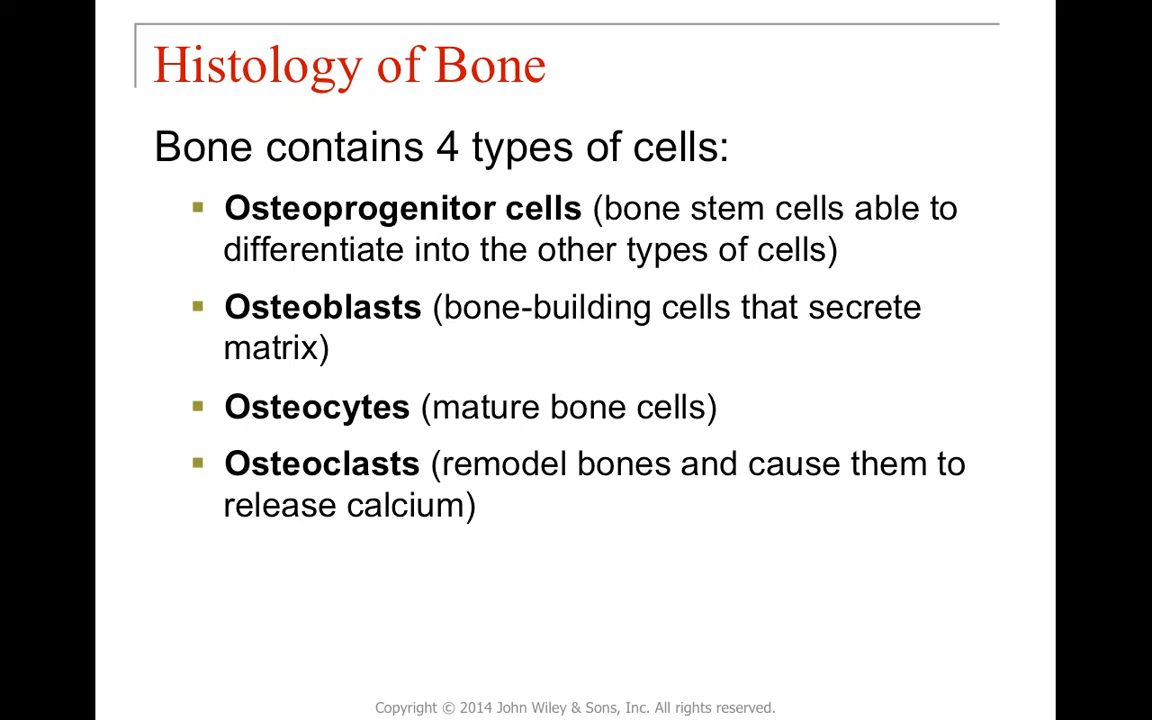 Histology of Bone
Bone contains 4 types of cells:
▪ Osteoprogenitor cells (bone stem cells able to
differentiate into the other types of cells)
▪ Osteoblasts (bone-building cells that secrete
matrix)
▪ Osteocytes (mature bone cells)
▪ Osteoclasts (remodel bones and cause them to
release calcium)
Copyright © 2014 John Wiley & Sons, Inc. All rights reserved.